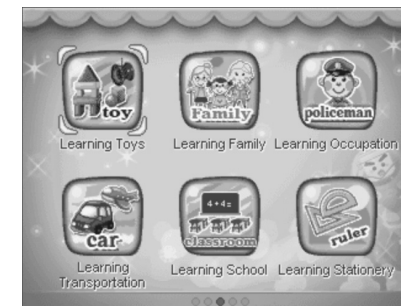 toy Family policeman
Learning Toys Learning Family Learning Occupation
car 4+4= classroom ruler
Learning Transportation Learning School Learning Stationery